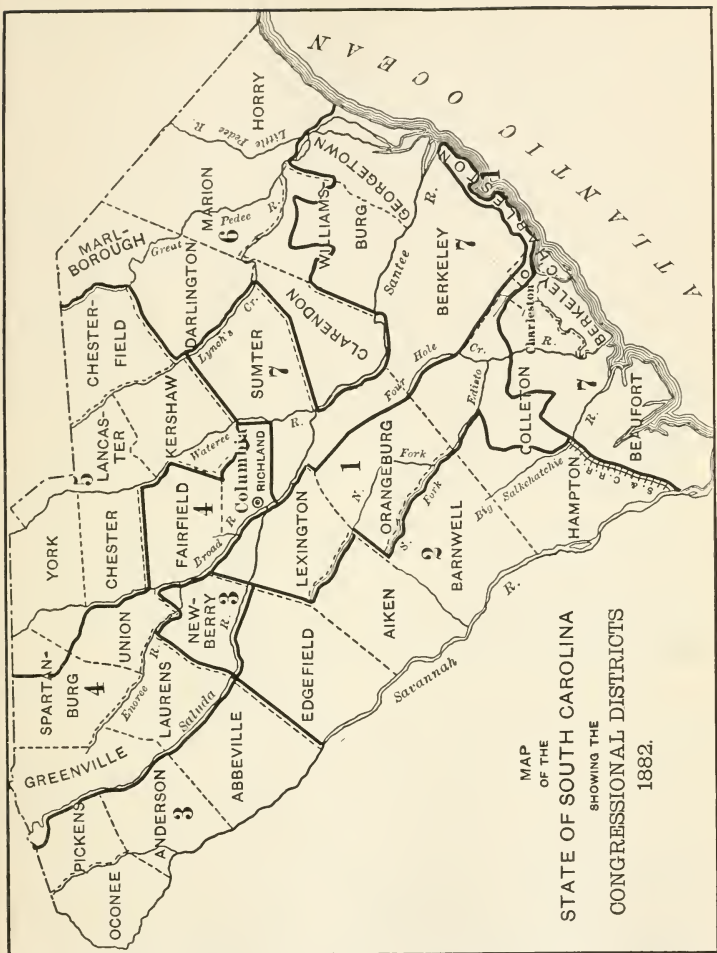 MAP
OF THE
STATE OF SOUTH CAROLINA
SHOWING THE
CONGRESSIONAL DISTRICTS
1882.
OCONEE
PICKENS
ANDERSON
3
ABBEVILLE
GREENVILLE
SPARTAN-
BURG
4
UNION
Enoree R.
LAURENS
Saluda
R.
NEW-
BERRY
3
EDGEFIELD
AIKEN
Savannah R.
YORK
CHESTER
FAIRFIELD
4
Broad R.
Columbia
RICHLAND
LEXINGTON
LANCAS-
TER
5
KERSHAW
Wateree
R.
CHESTER-
FIELD
MARL-
BOROUGH
DARLINGTON
Lynch's Cr.
SUMTER
7
CLARENDON
MARION
6
Great Pedee R.
Little Pedee R.
HORRY
WILLIAMS-
BURG
GEORGETOWN
Santee R.
BERKELEY
7
Four Hole Cr.
1
ORANGEBURG
N. Fork
S. Fork
Edisto R.
2
BARNWELL
Big Salkehatchie R.
HAMPTON
COLLETON
7
BEAUFORT
S. & C. R.R.
Charleston
CHARLESTON
1
BERKELEY
ATLANTIC OCEAN